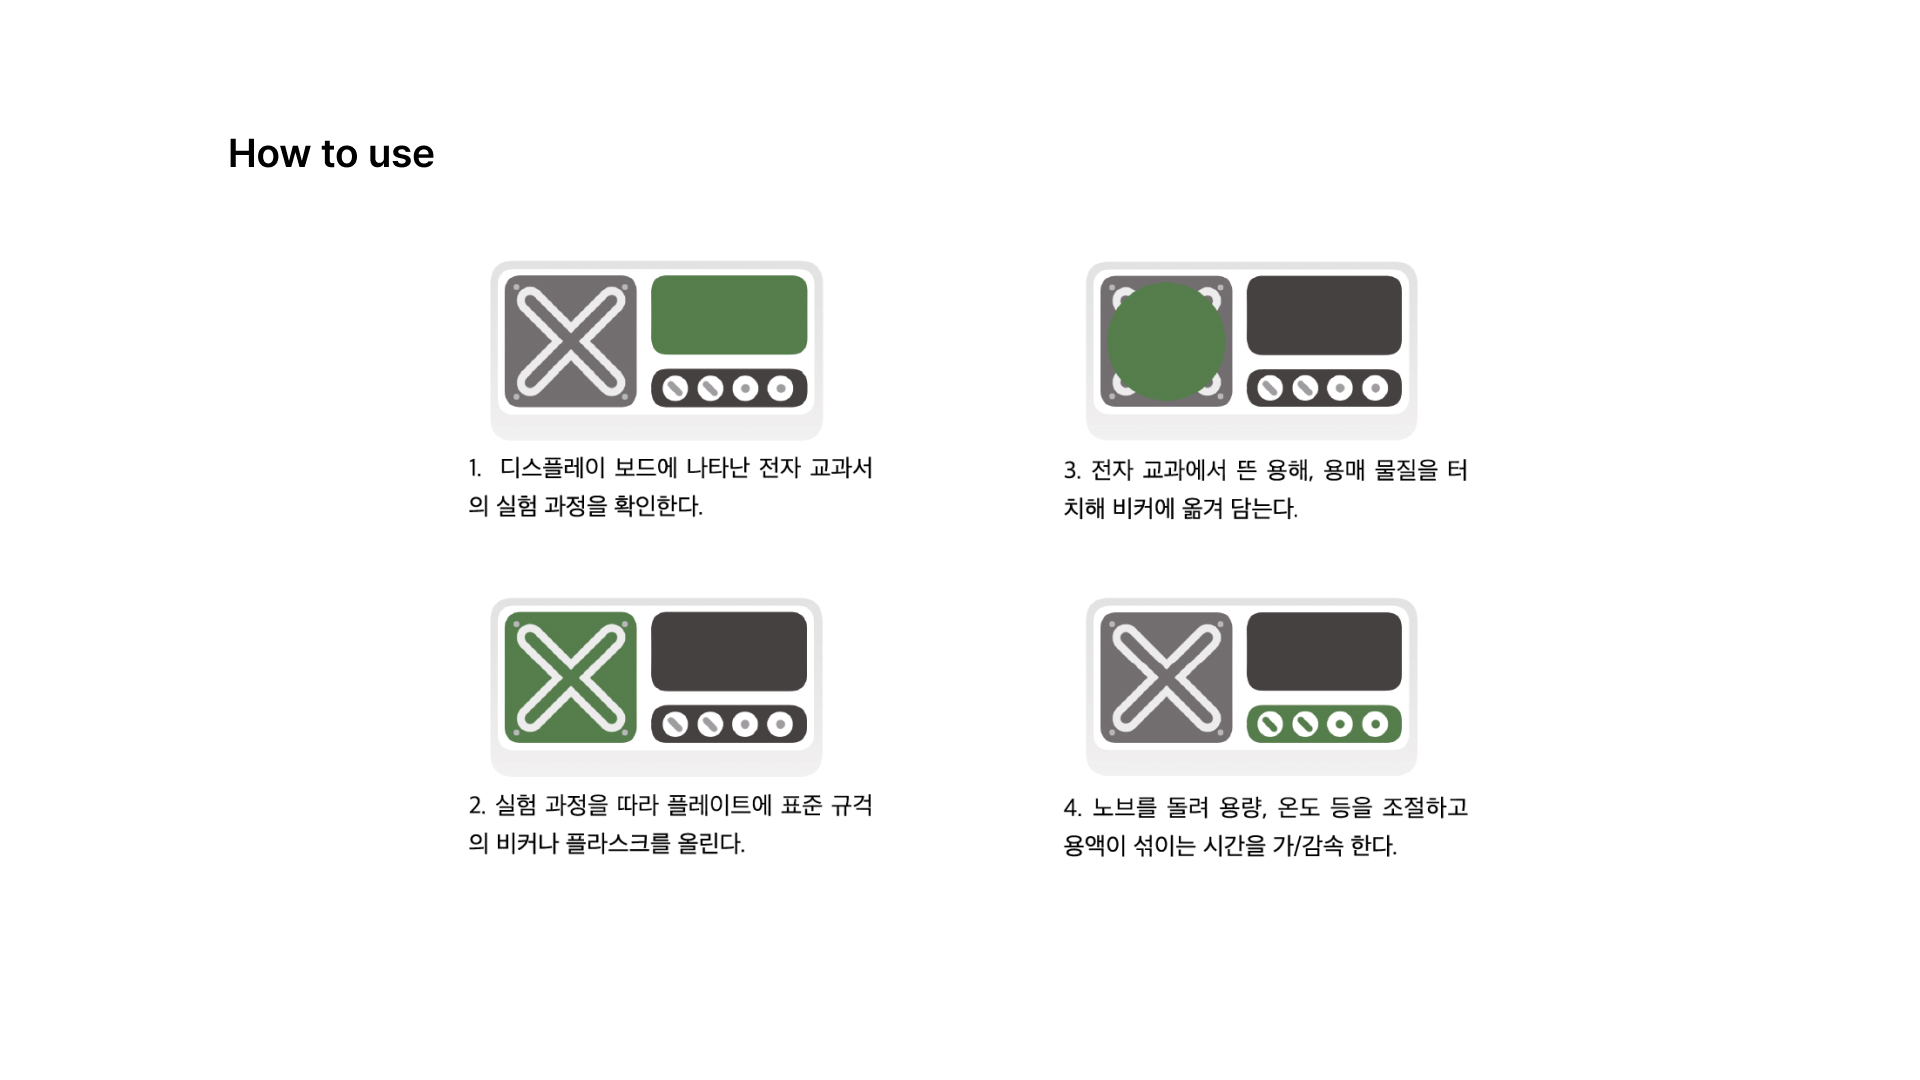 How to use
1. 디스플레이 보드에 나타난 전자 교과서
의 실험 과정을 확인한다.
2. 실험 과정을 따라 플레이트에 표준 규격
의 비커나 플라스크를 올린다.
3. 전자 교과에서 뜬 용해, 용매 물질을 터
치해 비커에 옮겨 담는다.
4. 노브를 돌려 용량, 온도 등을 조절하고
용액이 섞이는 시간을 가/감속 한다.